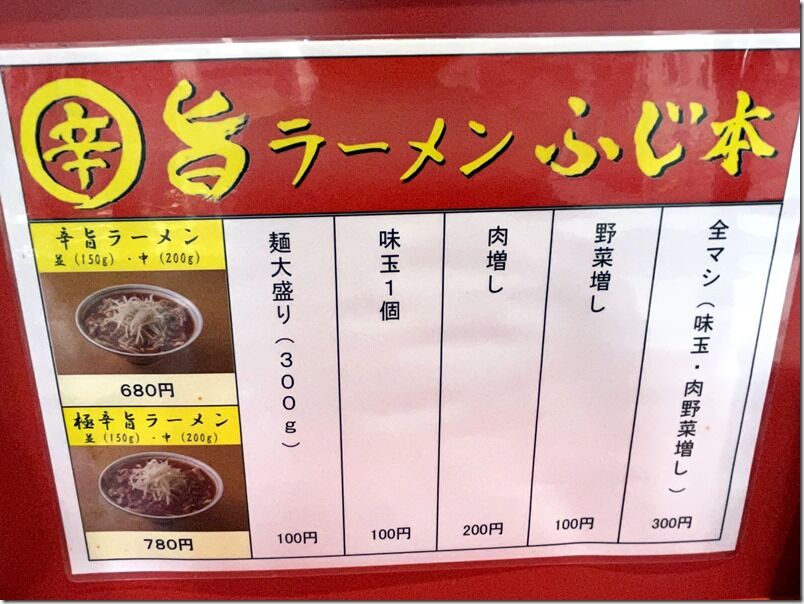 辛旨ラーメン ふじ本
辛旨ラーメン
並(150g)・中(200g)
680円
極辛旨ラーメン
並(150g)・中(200g)
780円
麺大盛り(300g)
100円
味玉1個
100円
肉増し
200円
野菜増し
100円
全マシ(味玉・肉野菜増し)
300円